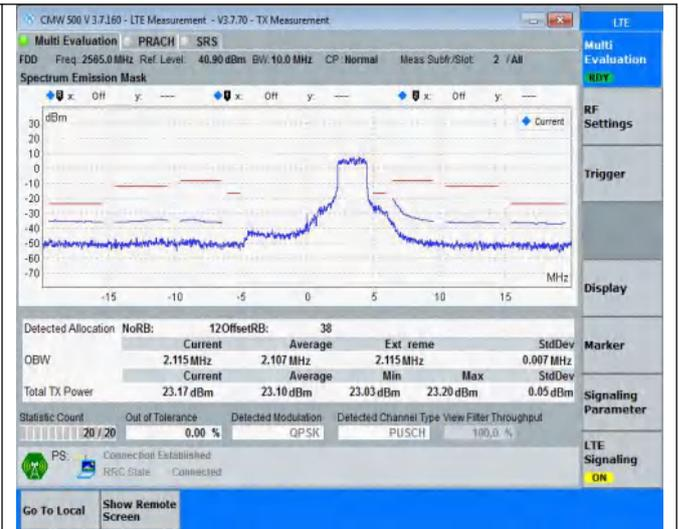 CMW 500 V 3.7.160 - LTE Measurement - V3.7.70 - TX Measurement
LTE
Multi Evaluation PRACH SRS
FDD Freq: 2565.0 MHz Ref. Level: 40.90 dBm BW: 10.0 MHz CP: Normal Meas Subfr./Slot: 2 / All
Spectrum Emission Mask
x: Off y: --- x: Off y: --- x: Off y: ---
dBm
Current
30
20
10
0
-10
-20
-30
-40
-50
-60
-70
MHz
-15 -10 -5 0 5 10 15
Detected Allocation NoRB: 12 OffsetRB: 38
Current Average Ext reme StdDev
OBW 2.115 MHz 2.107 MHz 2.115 MHz 0.007 MHz
Current Average Min Max StdDev
Total TX Power 23.17 dBm 23.10 dBm 23.03 dBm 23.20 dBm 0.05 dBm
Statistic Count Out of Tolerance Detected Modulation Detected Channel Type View Filter Throughput
20 / 20 0.00 % QPSK PUSCH 100.0 %
PS: Connection Established
RRC State Connected
Multi
Evaluation
RDY
RF
Settings
Trigger
Display
Marker
Signaling
Parameter
LTE
Signaling
ON
Go To Local
Show Remote
Screen